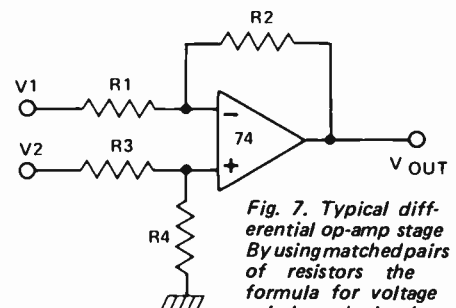 R2
V1
R1
V2
R3
−
74
+
V OUT
R4
Fig. 7. Typical diff-
erential op-amp stage
By using matched pairs
of resistors the
formula for voltage